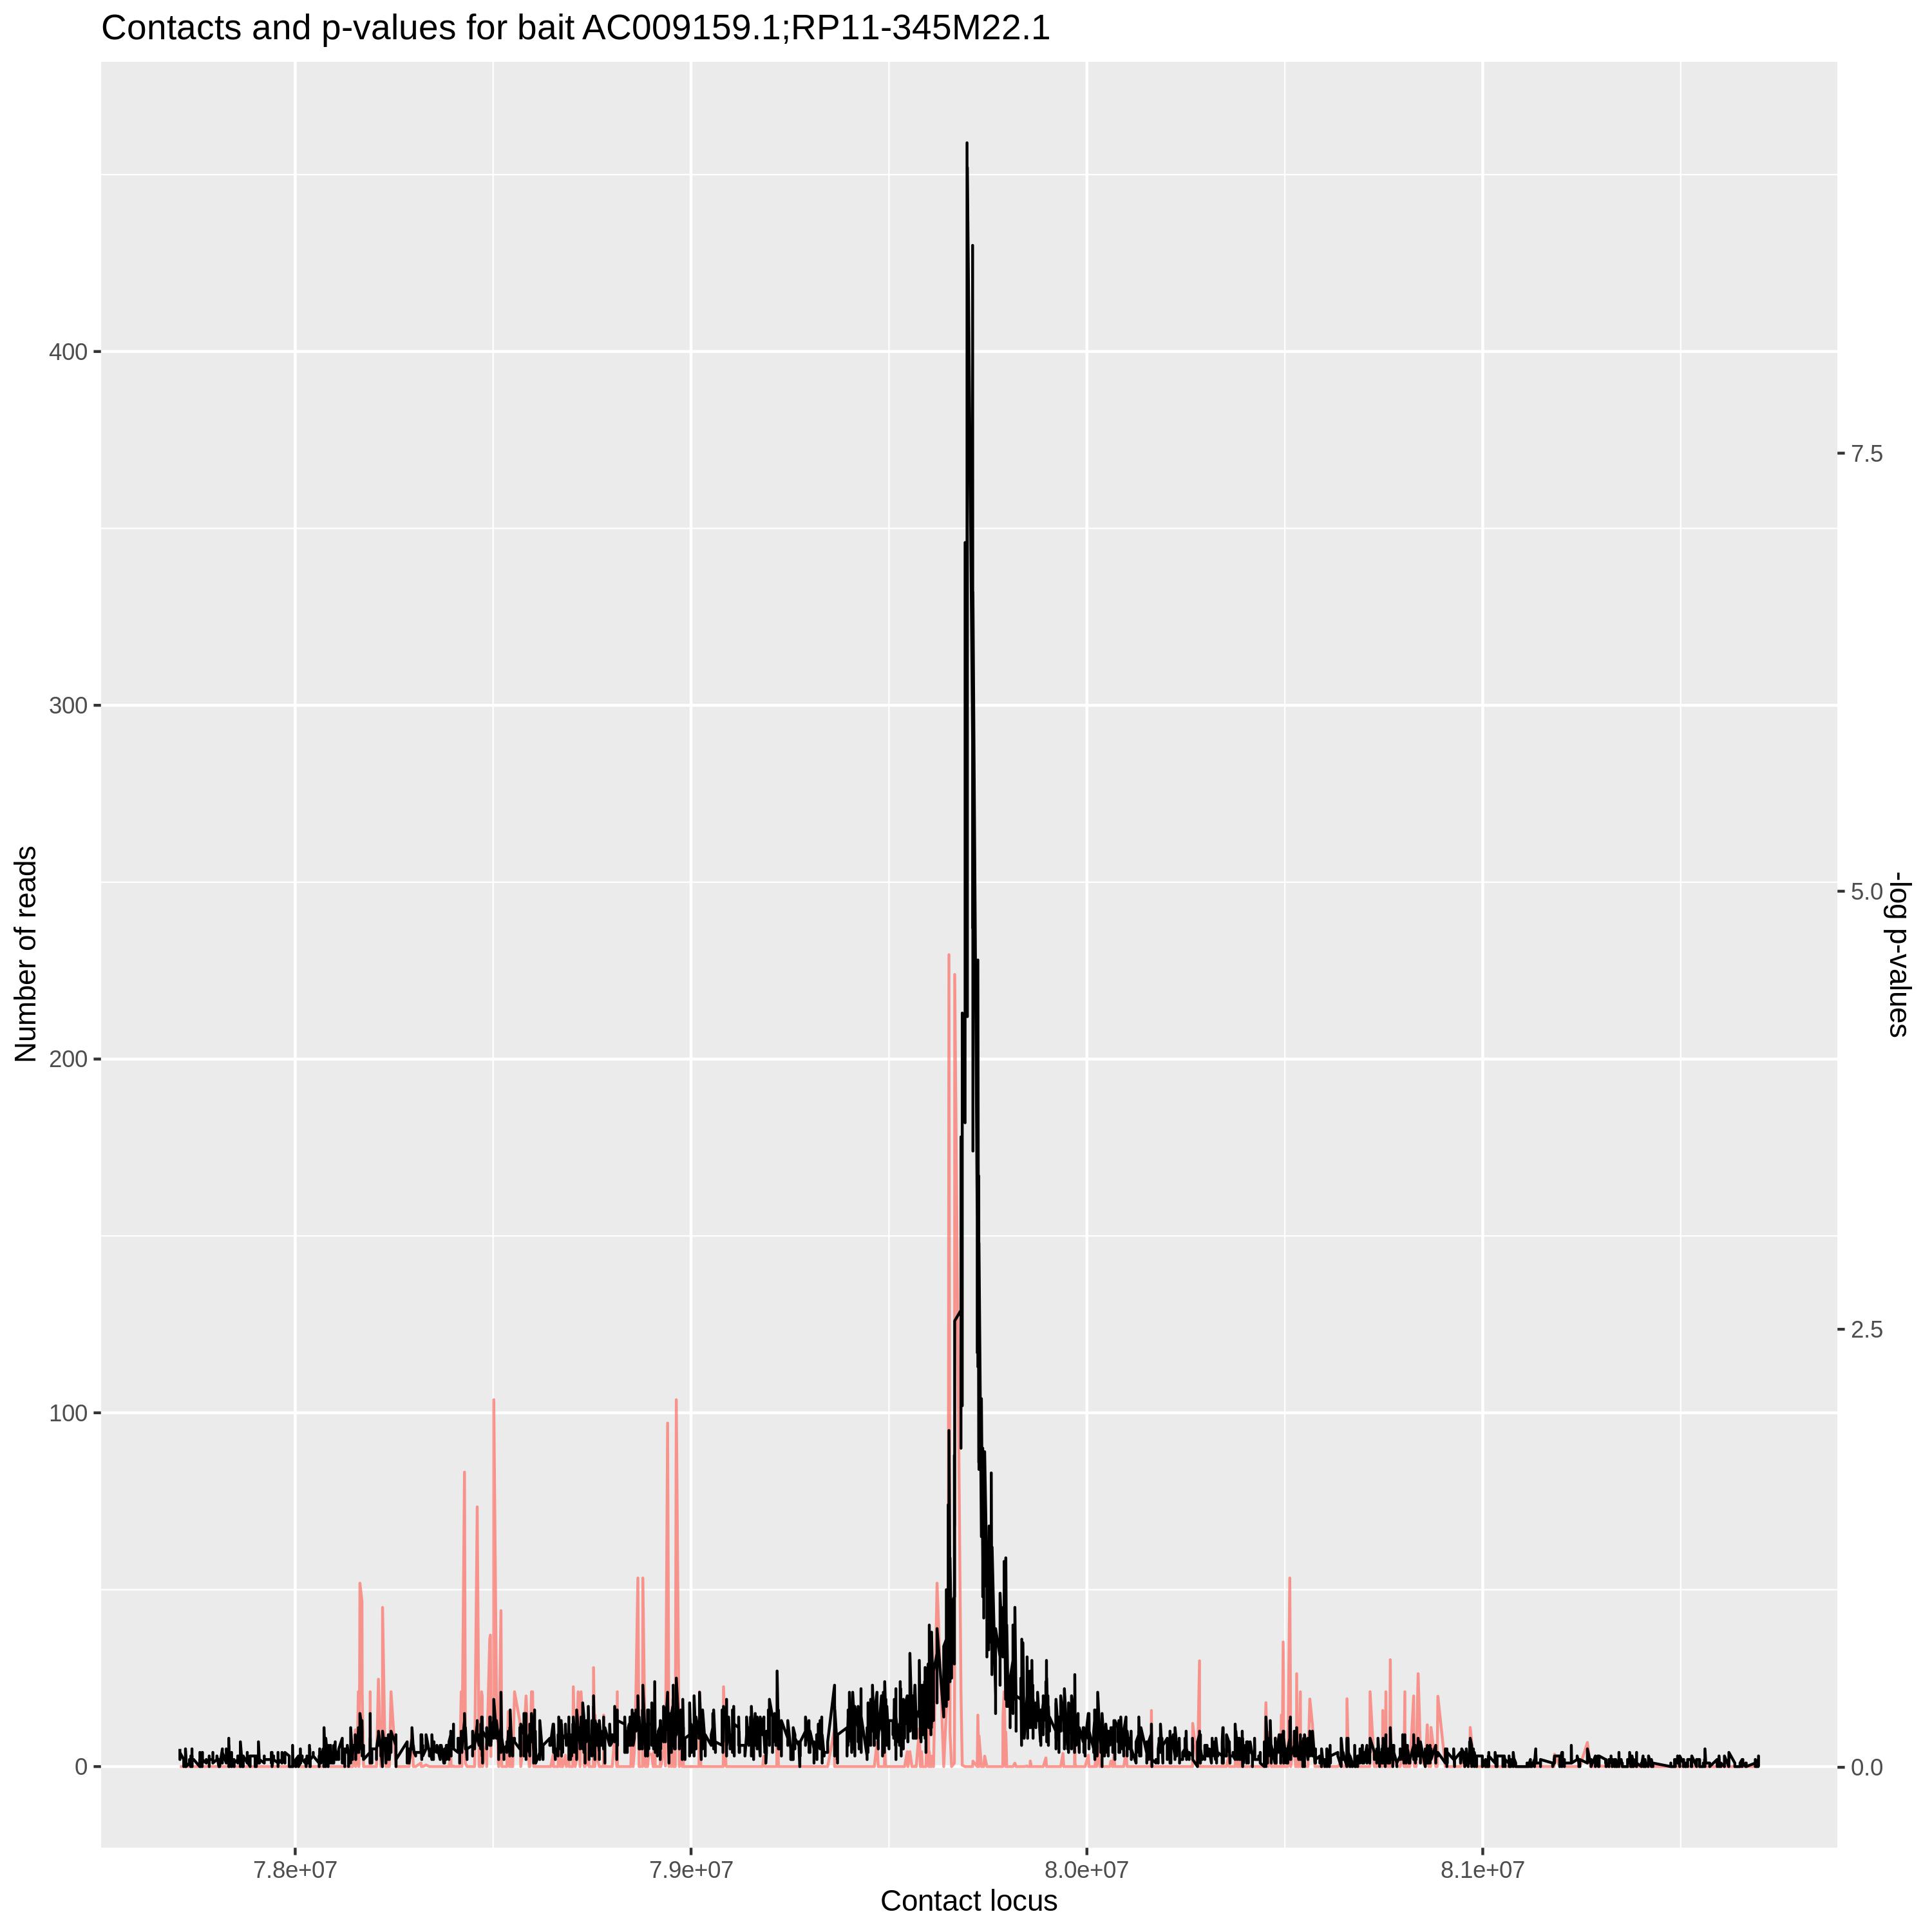 Contacts and p-values for bait AC009159.1;RP11-345M22.1
400
300
200
100
0
Number of reads
7.5
5.0
2.5
0.0
-log p-values
7.8e+07
7.9e+07
8.0e+07
8.1e+07
Contact locus